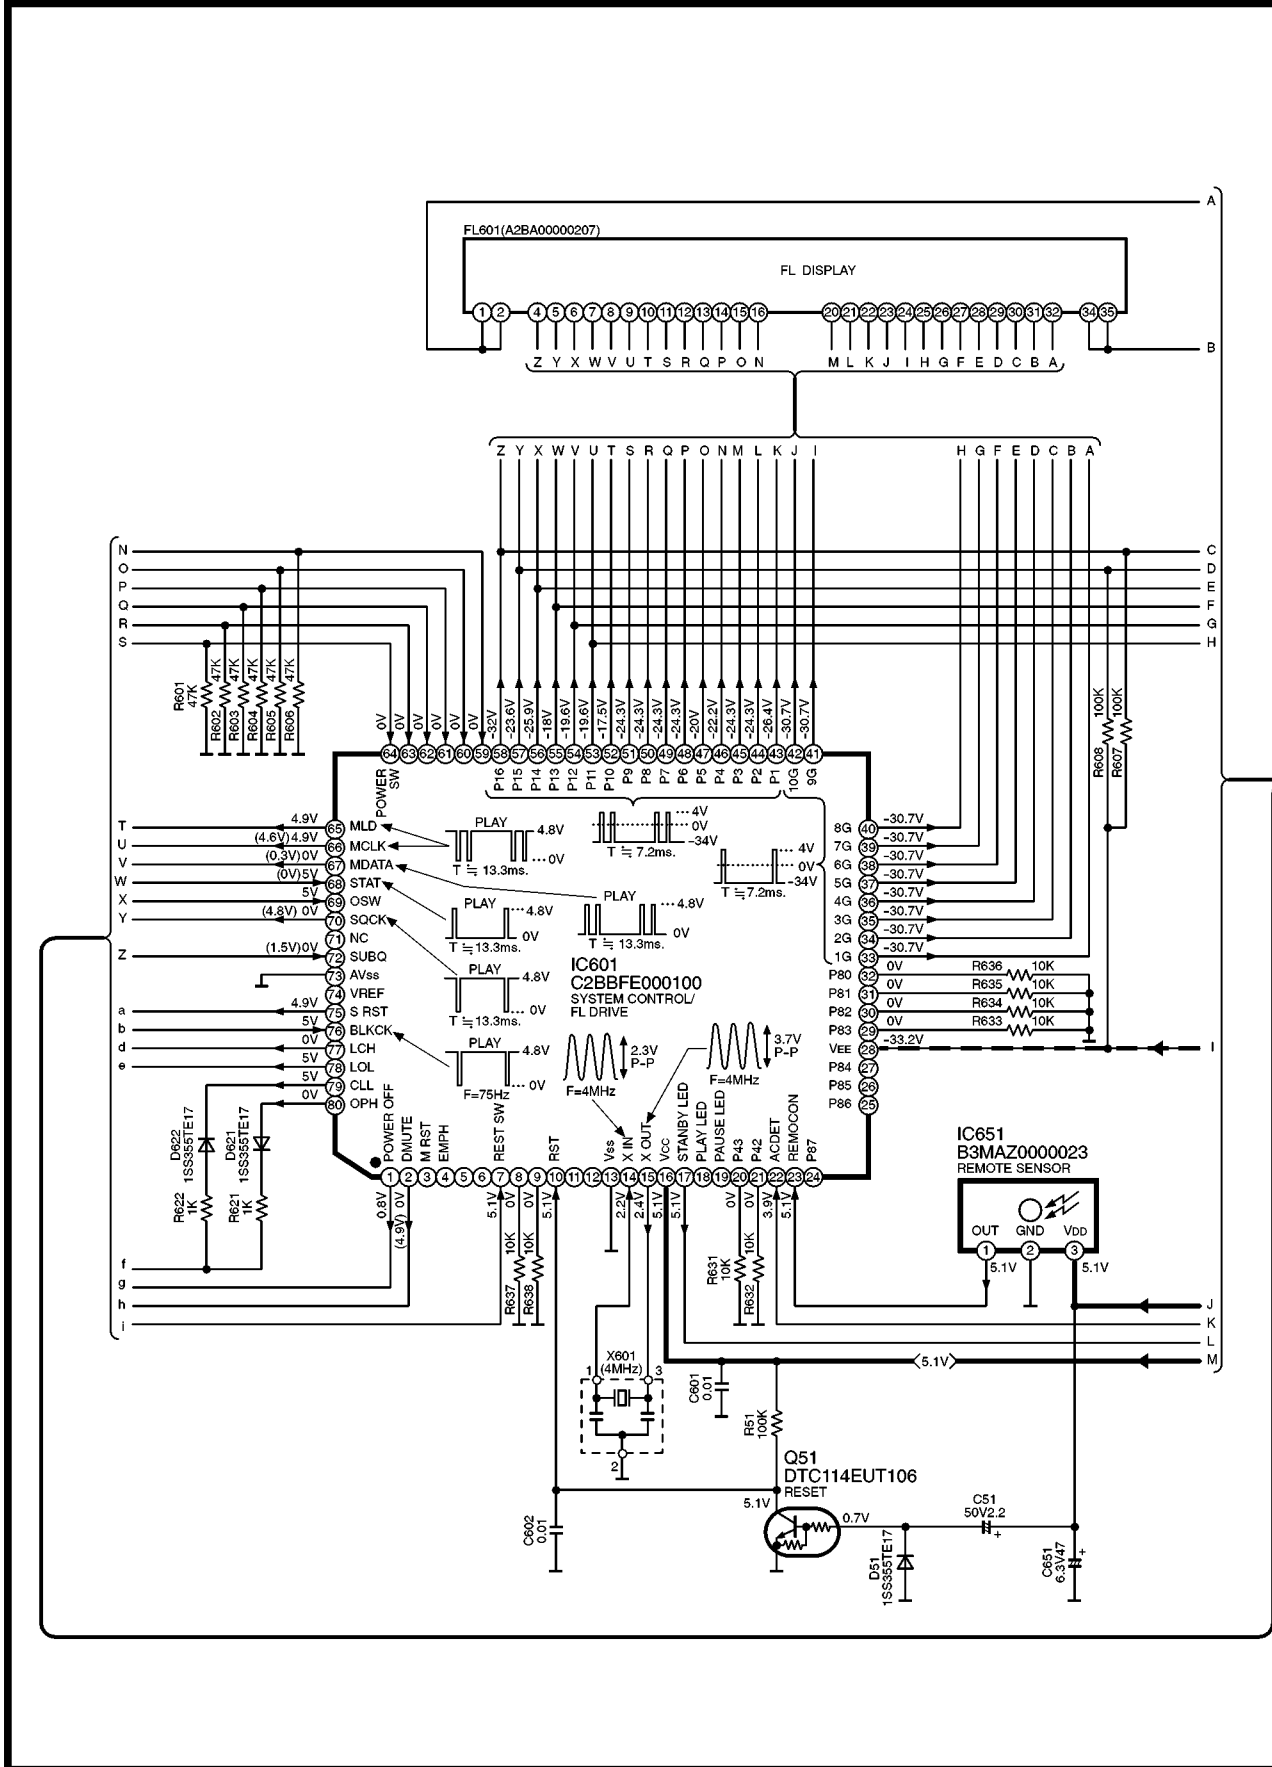 A
FL601(A2BA00000207)
FL DISPLAY
1 2 4 5 6 7 8 9 10 11 12 13 14 15 16 20 21 22 23 24 25 26 27 28 29 30 31 32 34 35
B
Z Y X W V U T S R Q P O N M L K J I H G F E D C B A
Z Y X W V U T S R Q P O N M L K J I H G F E D C B A
N C
O D
P E
Q F
R G
S H
R601 47K
R602 47K
R603 47K
R604 47K
R605 47K
R606 47K
R608 100K
R607 100K
0V 0V 0V 0V 0V 0V -32V -23.6V -25.9V -18V -19.6V -19.6V -17.5V -24.3V -24.3V -24.3V -24.3V -20V -22.2V -24.3V -24.3V -26.4V -30.7V -30.7V
64 63 62 61 60 59 58 57 56 55 54 53 52 51 50 49 48 47 46 45 44 43 42 41
POWER SW P16 P15 P14 P13 P12 P11 P10 P9 P8 P7 P6 P5 P4 P3 P2 P1 10G 9G
T 4.9V 65 MLD
U (4.6V)4.9V 66 MCLK
V (0.3V)0V 67 MDATA
W (0V)5V 68 STAT
X 5V 69 OSW
Y (4.8V) 0V 70 SQCK
71 NC
Z (1.5V)0V 72 SUBQ
73 AVss
74 VREF
a 4.9V 75 S RST
b 5V 76 BLKCK
d 0V 77 LCH
e 5V 78 LOL
5V 79 CLL
0V 80 OPH
PLAY
4.8V
0V
T ≒ 13.3ms.
4V
0V
-34V
T ≒ 7.2ms.
4V
0V
-34V
T ≒7.2ms.
PLAY
4.8V
0V
T ≒ 13.3ms.
PLAY
4.8V
0V
T ≒ 13.3ms.
PLAY
4.8V
0V
T ≒13.3ms.
PLAY
4.8V
0V
F=75Hz
IC601
C2BBFE000100
SYSTEM CONTROL/
FL DRIVE
2.3V
P-P
F=4MHz
3.7V
P-P
F=4MHz
8G 40 -30.7V
7G 39 -30.7V
6G 38 -30.7V
5G 37 -30.7V
4G 36 -30.7V
3G 35 -30.7V
2G 34 -30.7V
1G 33 -30.7V
P80 32 0V R636 10K
P81 31 0V R635 10K
P82 30 0V R634 10K
P83 29 0V R633 10K
VEE 28 -33.2V I
P84 27
P85 26
P86 25
POWER OFF DMUTE M RST EMPH REST SW RST Vss X IN X OUT VCC STANBY LED PLAY LED PAUSE LED P43 P42 ACDET REMOCON P87
1 2 3 4 5 6 7 8 9 10 11 12 13 14 15 16 17 18 19 20 21 22 23 24
0.8V (4.9V) 0V 5.1V 0V 0V 5.1V 2.2V 2.4V 5.1V 5.1V 0V 0V 3.9V 5.1V
D622
1SS355TE17
D621
1SS355TE17
R622
1K
R621
1K
R637 10K
R638 10K
R631
10K
R632 10K
IC651
B3MAZ0000023
REMOTE SENSOR
OUT GND VDD
1 2 3
5.1V 5.1V
f
g
h J
i K
L
5.1V M
X601
(4MHz)
1 3
2
C601
0.01
R51
100K
Q51
DTC114EUT106
RESET
5.1V
0.7V
C602
0.01
C51
50V2.2
+
D51
1SS355TE17
C651
6.3V47
+